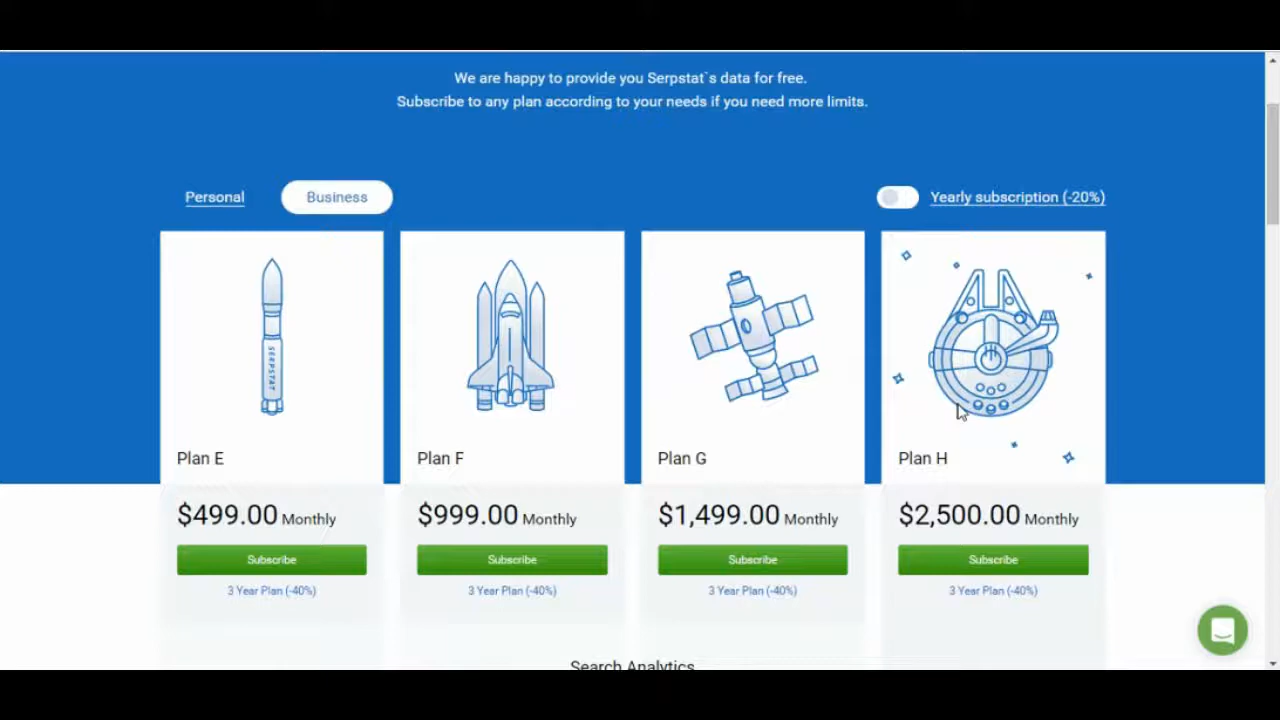 We are happy to provide you Serpstat`s data for free.
Subscribe to any plan according to your needs if you need more limits.
Personal
Business
Yearly subscription (-20%)
SERPSTAT
Plan E
Plan F
Plan G
Plan H
$499.00 Monthly
$999.00 Monthly
$1,499.00 Monthly
$2,500.00 Monthly
Subscribe
Subscribe
Subscribe
Subscribe
3 Year Plan (-40%)
3 Year Plan (-40%)
3 Year Plan (-40%)
3 Year Plan (-40%)
Search Analytics